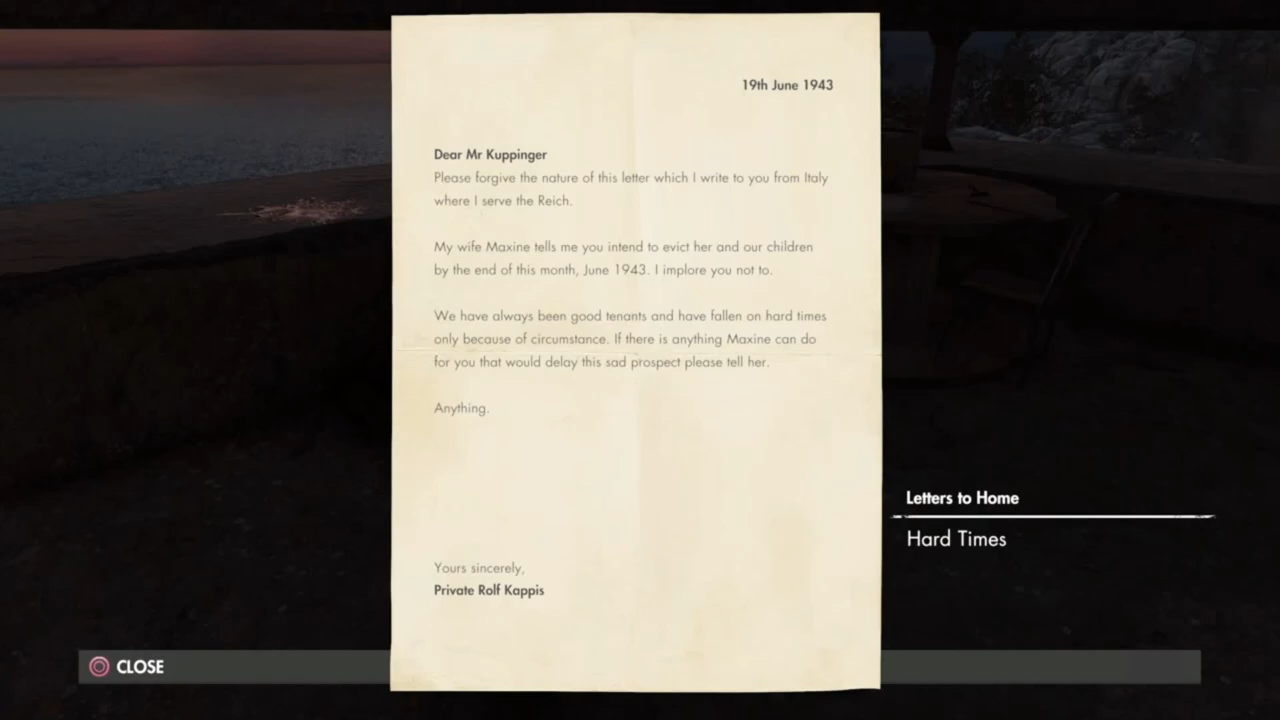 19th June 1943
Dear Mr Kuppinger
Please forgive the nature of this letter which I write to you from Italy
where I serve the Reich.
My wife Maxine tells me you intend to evict her and our children
by the end of this month, June 1943. I implore you not to.
We have always been good tenants and have fallen on hard times
only because of circumstance. If there is anything Maxine can do
for you that would delay this sad prospect please tell her.
Anything.
Yours sincerely,
Private Rolf Kappis
Letters to Home
Hard Times
CLOSE